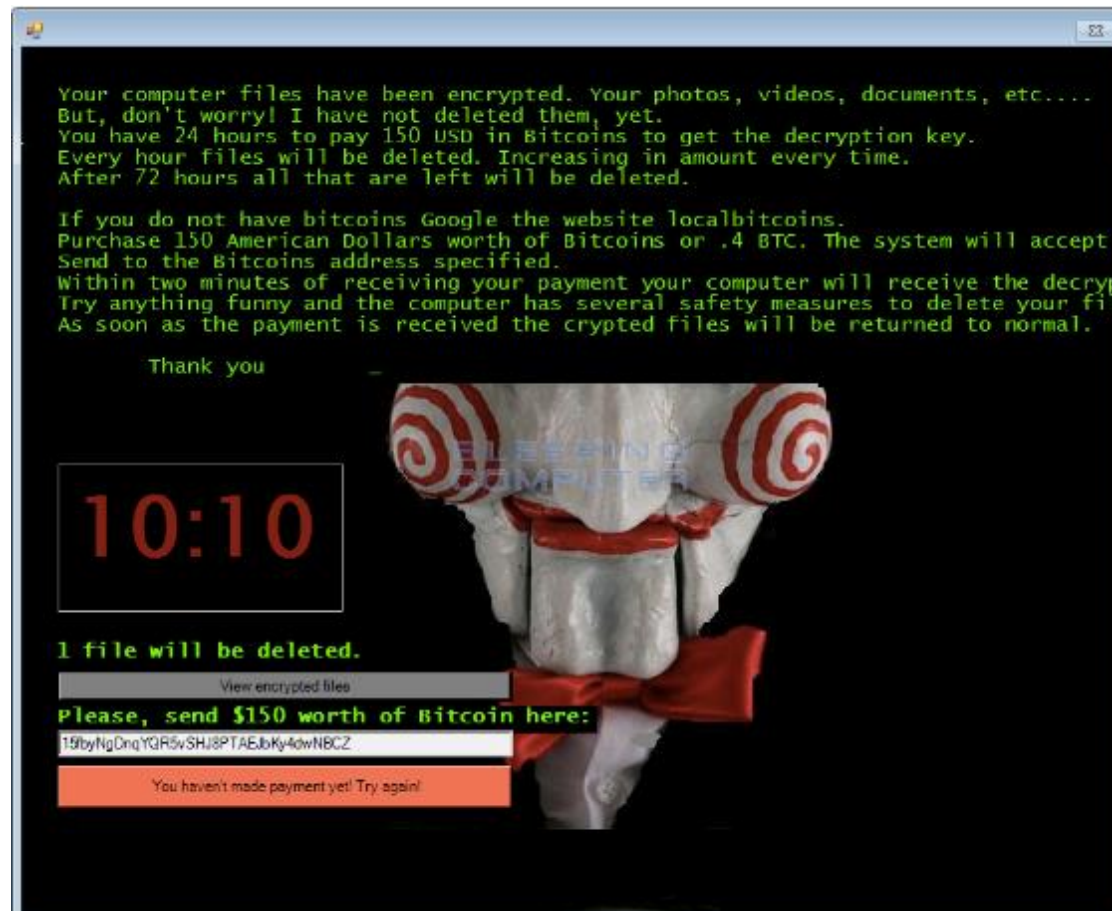 Your computer files have been encrypted. Your photos, videos, documents, etc....
But, don't worry! I have not deleted them, yet.
You have 24 hours to pay 150 USD in Bitcoins to get the decryption key.
Every hour files will be deleted. Increasing in amount every time.
After 72 hours all that are left will be deleted.
If you do not have bitcoins Google the website localbitcoins.
Purchase 150 American Dollars worth of Bitcoins or .4 BTC. The system will accept
Send to the Bitcoins address specified.
Within two minutes of receiving your payment your computer will receive the decryp
Try anything funny and the computer has several safety measures to delete your fi
As soon as the payment is received the crypted files will be returned to normal.
Thank you
BLEEPING
COMPUTER
10:10
1 file will be deleted.
View encrypted files
Please, send $150 worth of Bitcoin here:
You haven't made payment yet! Try again!